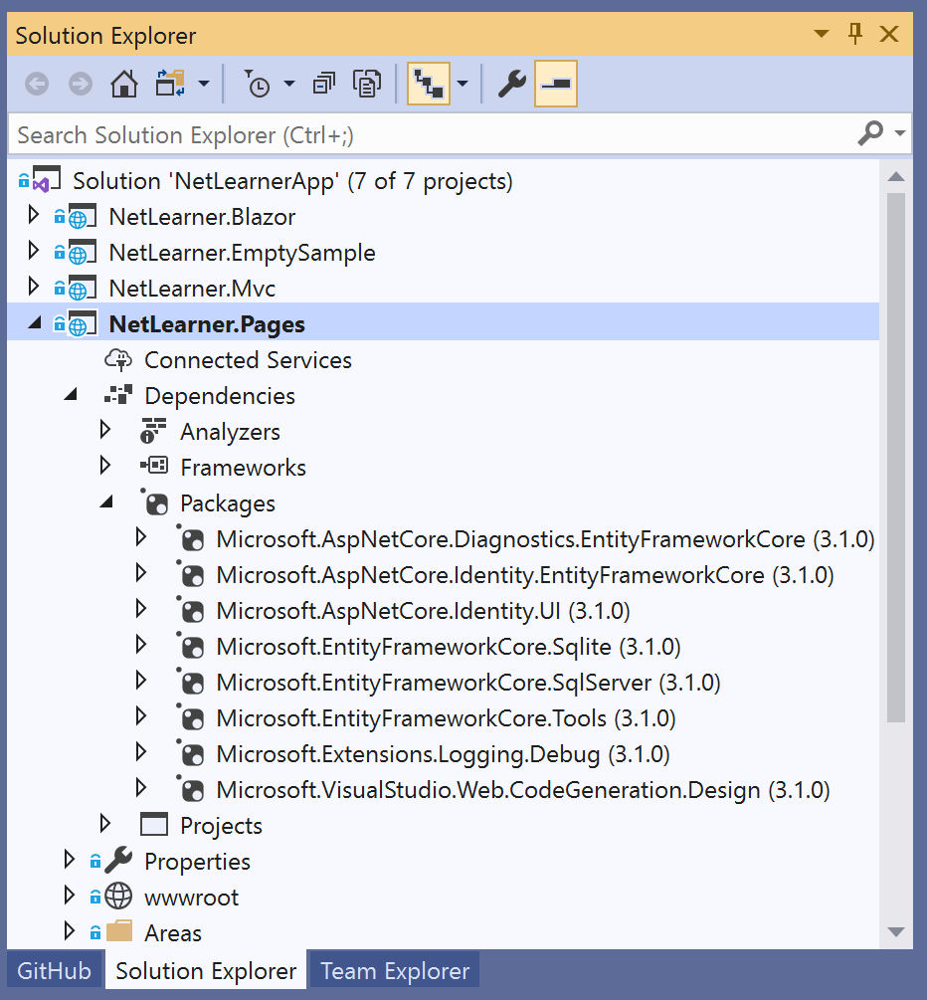 Solution Explorer
Search Solution Explorer (Ctrl+;)
Solution 'NetLearnerApp' (7 of 7 projects)
NetLearner.Blazor
NetLearner.EmptySample
NetLearner.Mvc
NetLearner.Pages
Connected Services
Dependencies
Analyzers
Frameworks
Packages
Microsoft.AspNetCore.Diagnostics.EntityFrameworkCore (3.1.0)
Microsoft.AspNetCore.Identity.EntityFrameworkCore (3.1.0)
Microsoft.AspNetCore.Identity.UI (3.1.0)
Microsoft.EntityFrameworkCore.Sqlite (3.1.0)
Microsoft.EntityFrameworkCore.SqlServer (3.1.0)
Microsoft.EntityFrameworkCore.Tools (3.1.0)
Microsoft.Extensions.Logging.Debug (3.1.0)
Microsoft.VisualStudio.Web.CodeGeneration.Design (3.1.0)
Projects
Properties
wwwroot
Areas
GitHub Solution Explorer Team Explorer